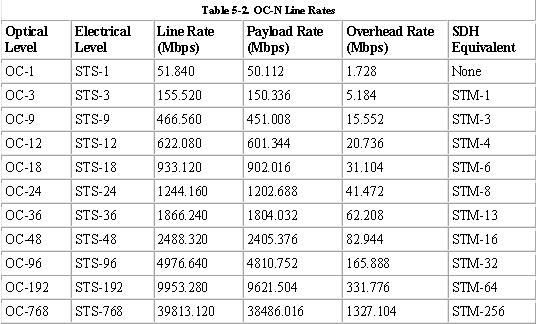 Table 5-2. OC-N Line Rates
Optical Level Electrical Level Line Rate (Mbps) Payload Rate (Mbps) Overhead Rate (Mbps) SDH Equivalent
OC-1 STS-1 51.840 50.112 1.728 None
OC-3 STS-3 155.520 150.336 5.184 STM-1
OC-9 STS-9 466.560 451.008 15.552 STM-3
OC-12 STS-12 622.080 601.344 20.736 STM-4
OC-18 STS-18 933.120 902.016 31.104 STM-6
OC-24 STS-24 1244.160 1202.688 41.472 STM-8
OC-36 STS-36 1866.240 1804.032 62.208 STM-13
OC-48 STS-48 2488.320 2405.376 82.944 STM-16
OC-96 STS-96 4976.640 4810.752 165.888 STM-32
OC-192 STS-192 9953.280 9621.504 331.776 STM-64
OC-768 STS-768 39813.120 38486.016 1327.104 STM-256